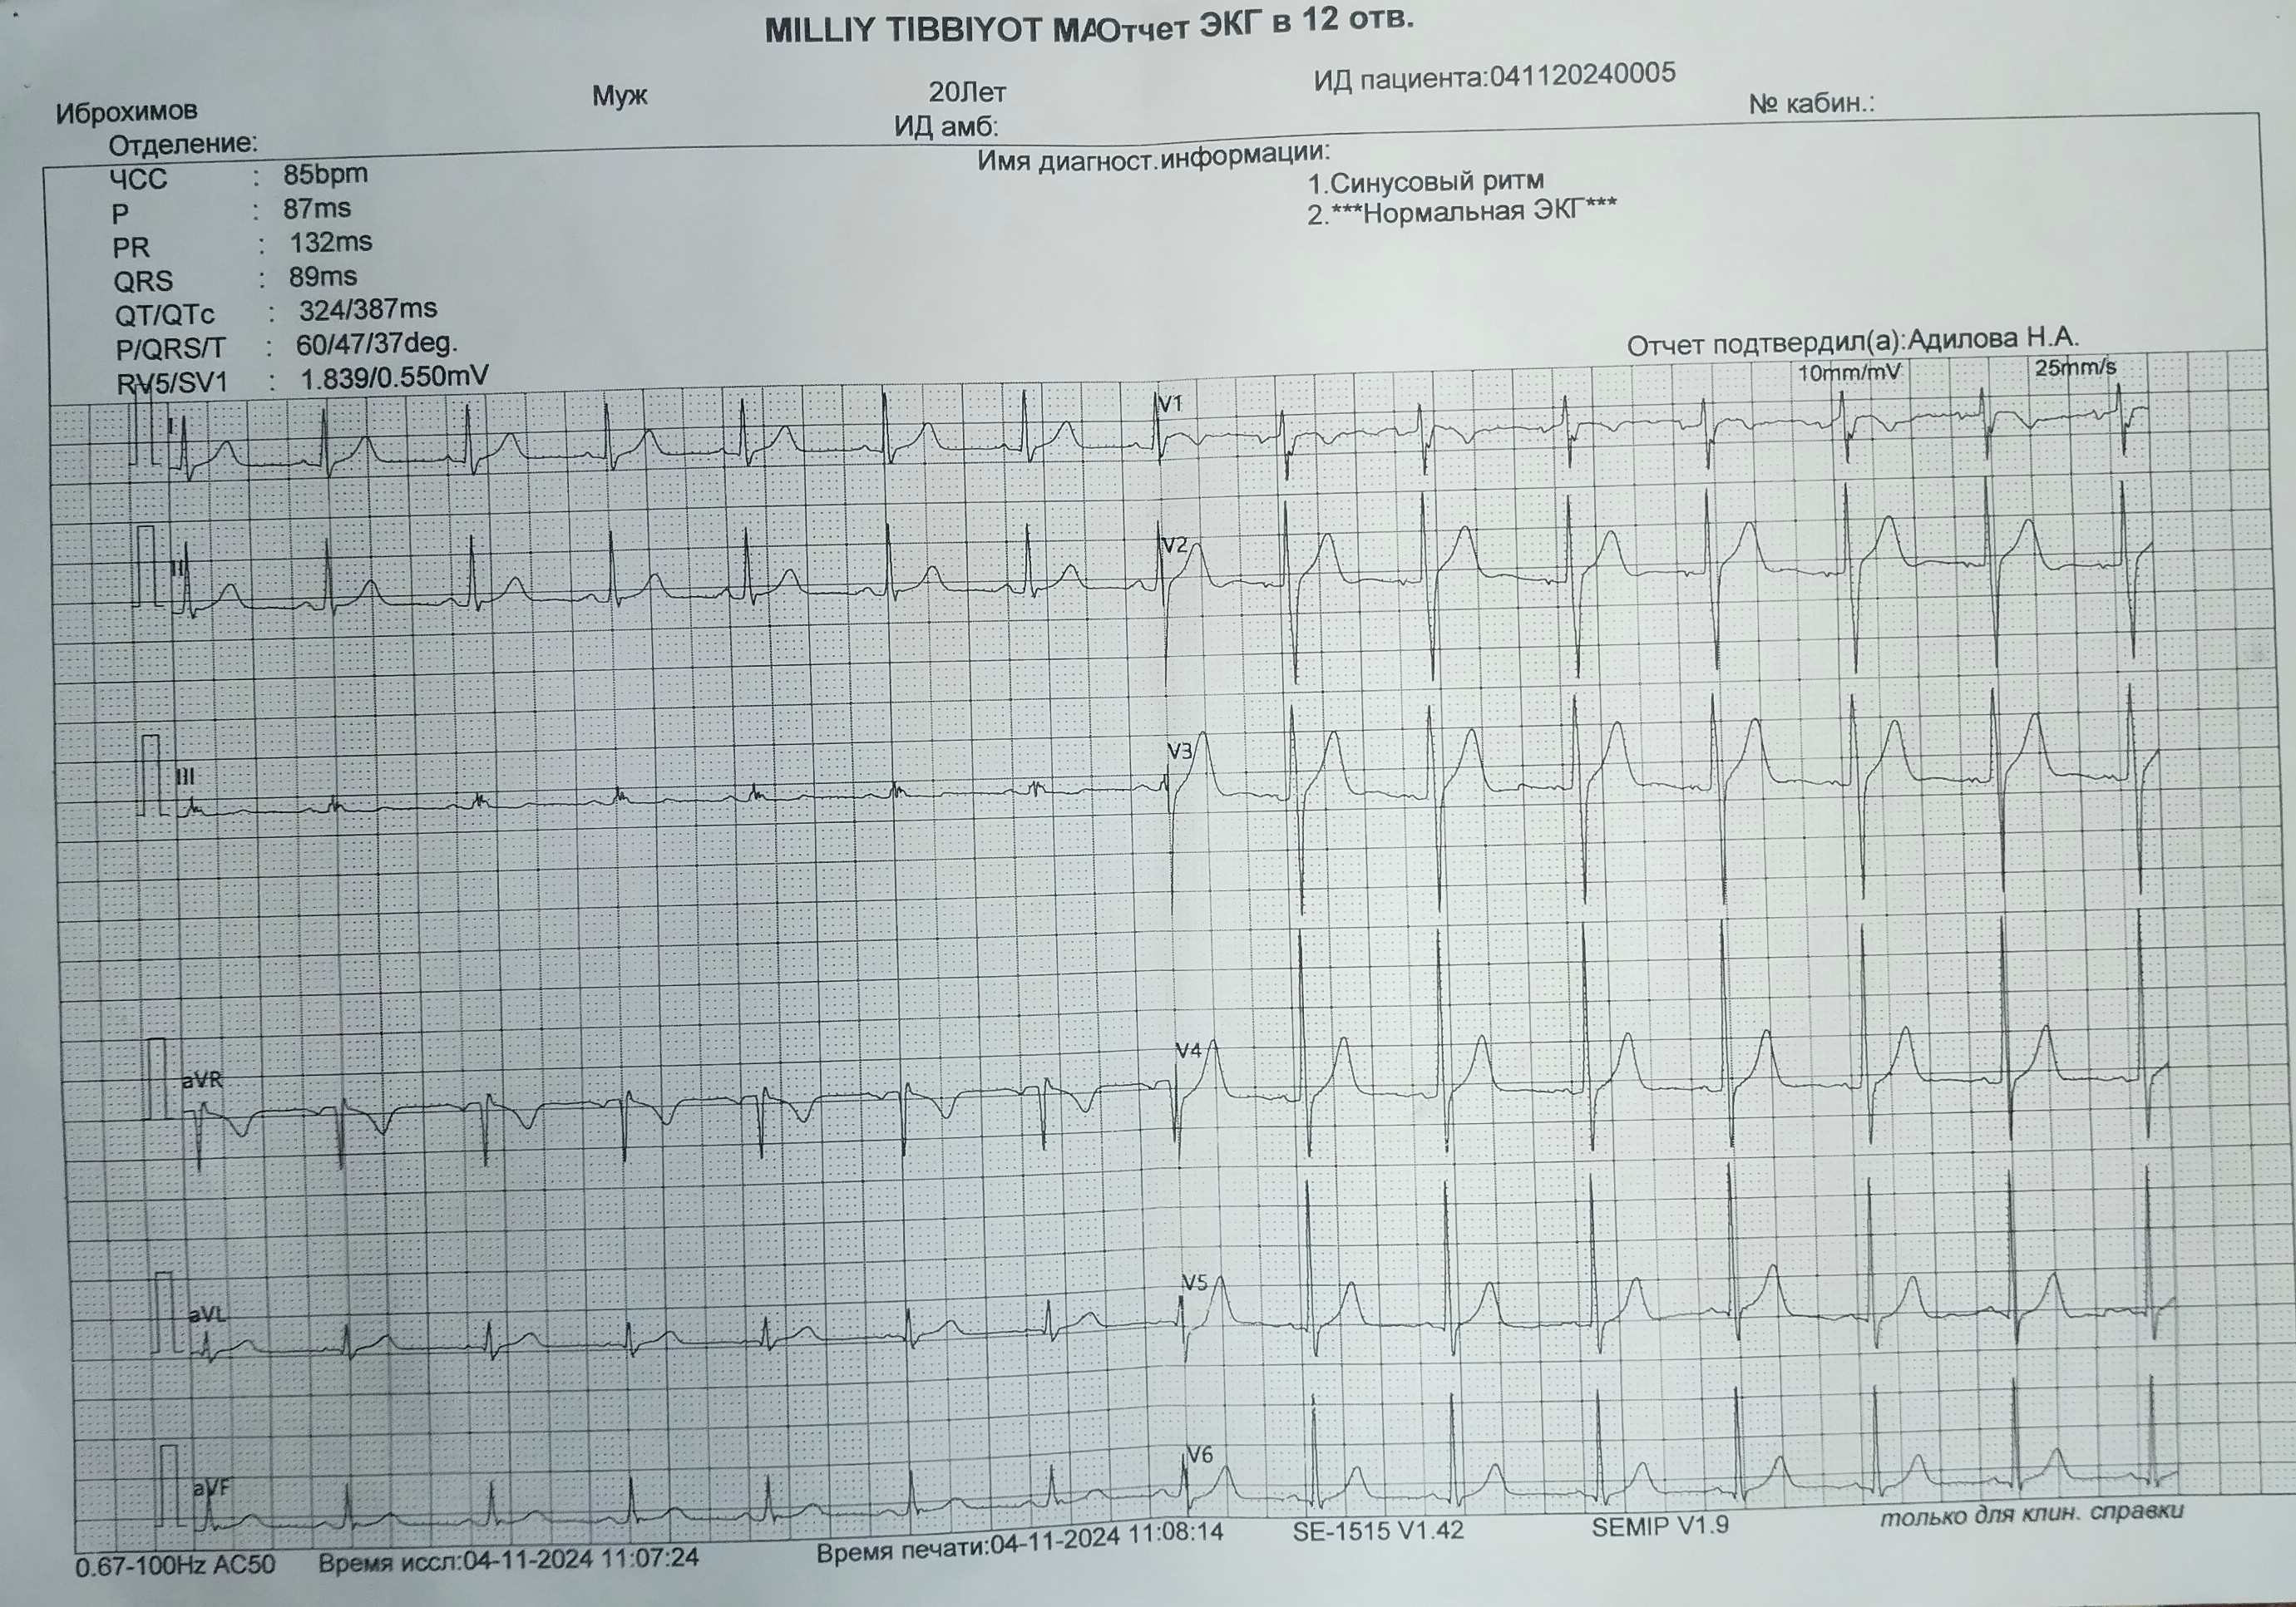 MILLIY TIBBIYOT MAОтчет ЭКГ в 12 отв.
Иброхимов Муж 20Лет ИД пациента:041120240005
Отделение: ИД амб: № кабин.:
ЧСС : 85bpm
P : 87ms
PR : 132ms
QRS : 89ms
QT/QTc : 324/387ms
P/QRS/T : 60/47/37deg.
RV5/SV1 : 1.839/0.550mV
Имя диагност.информации:
1.Синусовый ритм
2.***Нормальная ЭКГ***
Отчет подтвердил(а):Адилова Н.А.
10mm/mV 25mm/s
I
II
III
aVR
aVL
aVF
V1
V2
V3
V4
V5
V6
0.67-100Hz AC50 Время иссл:04-11-2024 11:07:24 Время печати:04-11-2024 11:08:14 SE-1515 V1.42 SEMIP V1.9 только для клин. справки